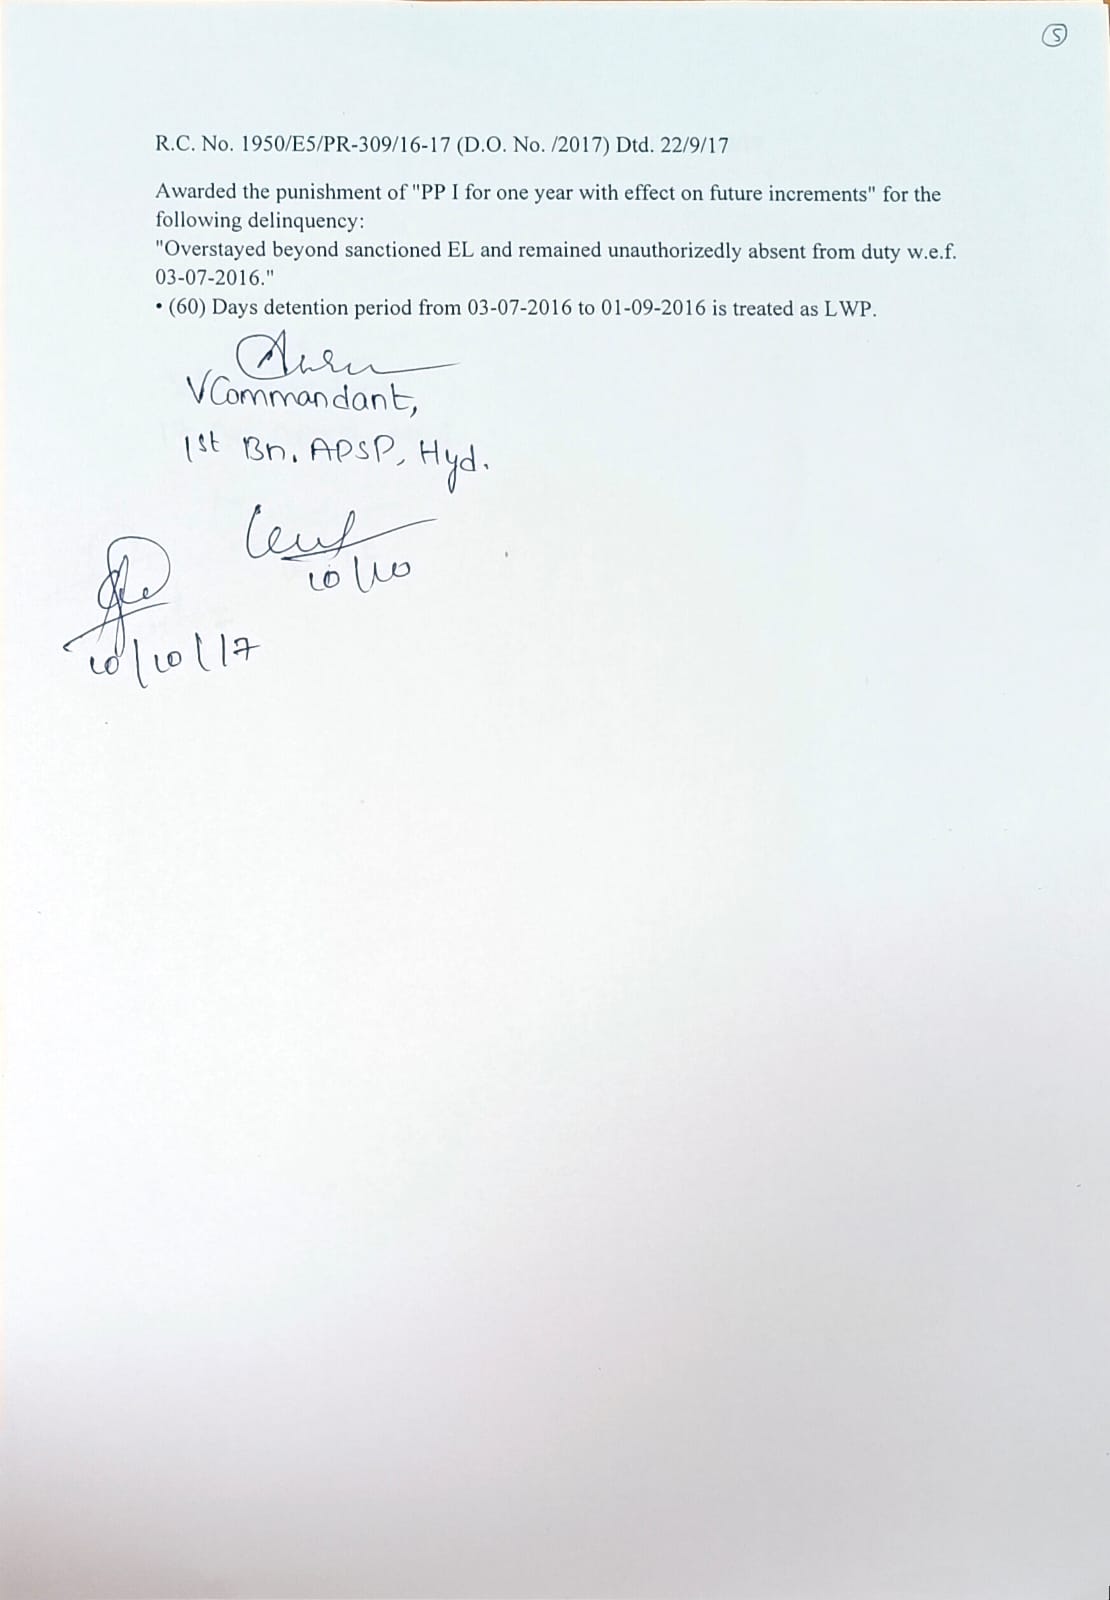 5
R.C. No. 1950/E5/PR-309/16-17 (D.O. No. /2017) Dtd. 22/9/17
Awarded the punishment of "PP I for one year with effect on future increments" for the
following delinquency:
"Overstayed beyond sanctioned EL and remained unauthorizedly absent from duty w.e.f.
03-07-2016."
• (60) Days detention period from 03-07-2016 to 01-09-2016 is treated as LWP.
Commandant,
1st Bn. APSP, Hyd.
10/10
10/10/17